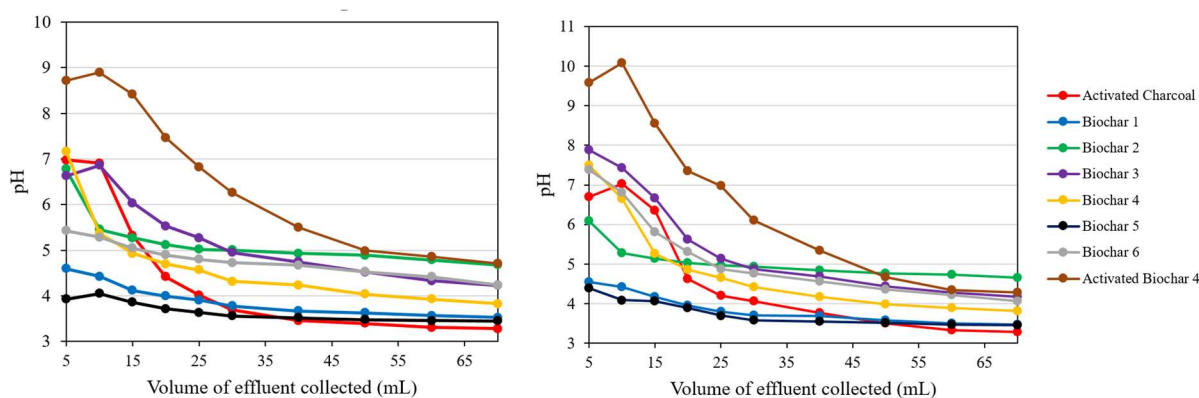 10
9
8
7
6
5
4
3
pH
5
15
25
35
45
55
65
Volume of effluent collected (mL)
11
10
9
8
7
6
5
4
3
pH
5
15
25
35
45
55
65
Volume of effluent collected (mL)
Activated Charcoal
Biochar 1
Biochar 2
Biochar 3
Biochar 4
Biochar 5
Biochar 6
Activated Biochar 4